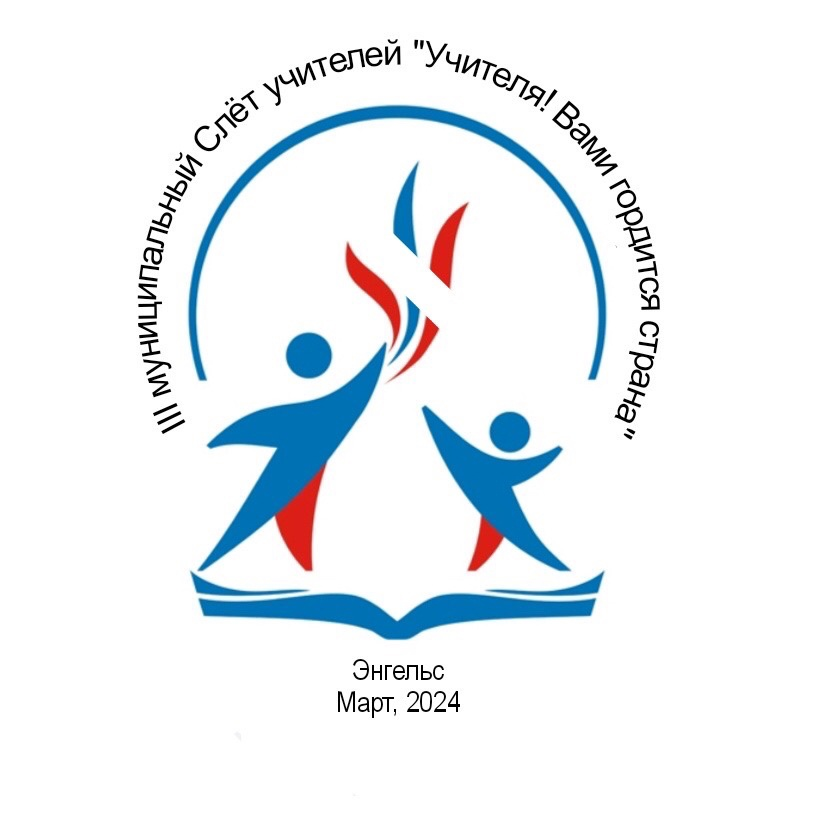 III муниципальный Слёт учителей "Учителя! Вами гордится страна"
Энгельс
Март, 2024